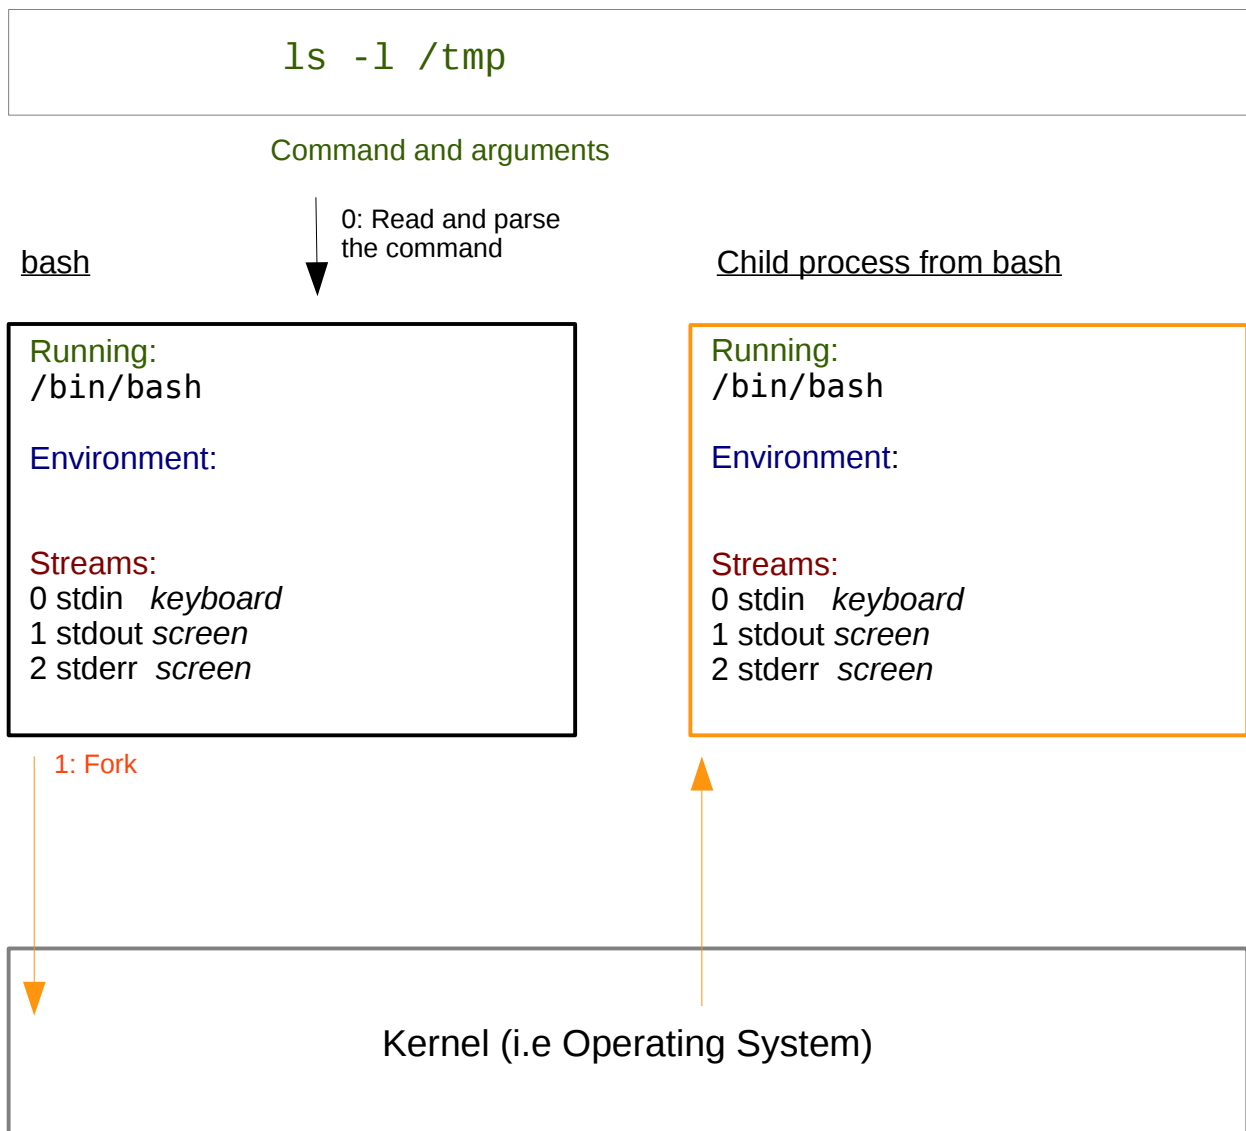 ls -l /tmp
Command and arguments
0: Read and parse
the command
bash
Child process from bash
Running:
/bin/bash
Environment:
Streams:
0 stdin keyboard
1 stdout screen
2 stderr screen
Running:
/bin/bash
Environment:
Streams:
0 stdin keyboard
1 stdout screen
2 stderr screen
1: Fork
Kernel (i.e Operating System)